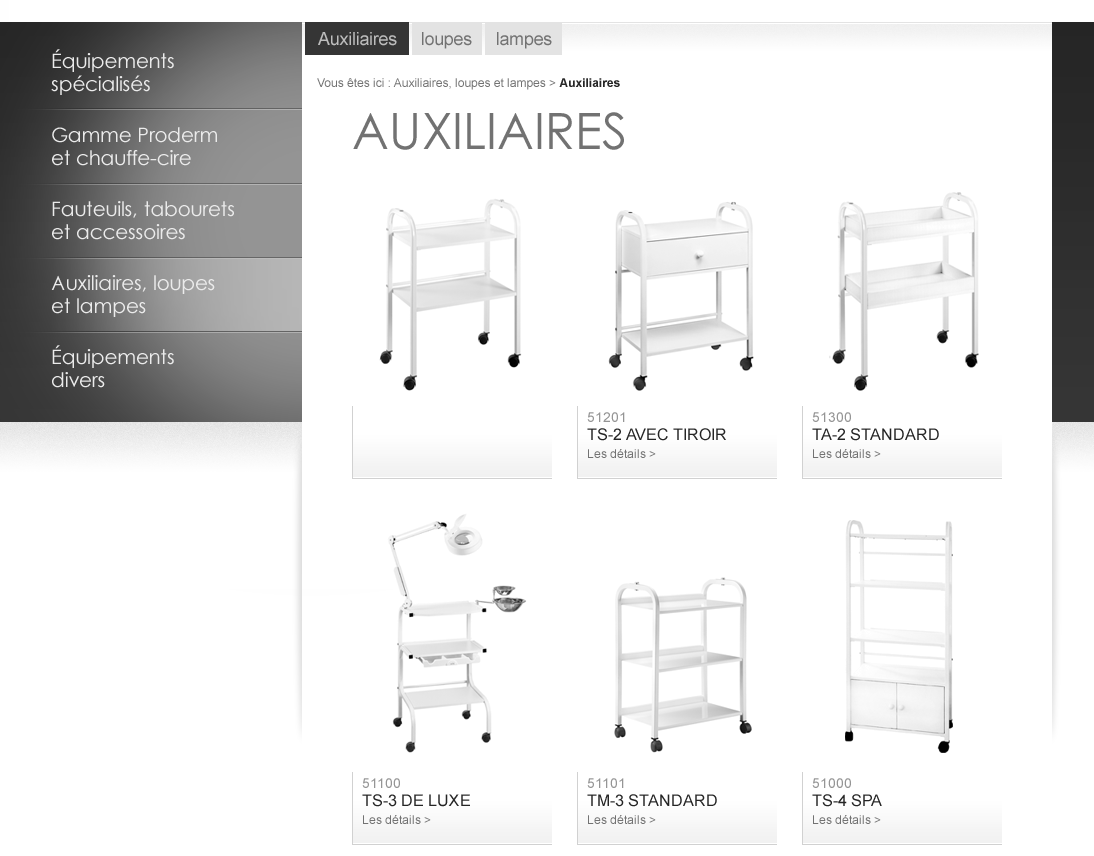 Auxiliaires
loupes
lampes
Équipements
spécialisés
Gamme Proderm
et chauffe-cire
Fauteuils, tabourets
et accessoires
Auxiliaires, loupes
et lampes
Équipements
divers
Vous êtes ici : Auxiliaires, loupes et lampes > Auxiliaires
AUXILIAIRES
51201
TS-2 AVEC TIROIR
Les détails >
51300
TA-2 STANDARD
Les détails >
51100
TS-3 DE LUXE
Les détails >
51101
TM-3 STANDARD
Les détails >
51000
TS-4 SPA
Les détails >